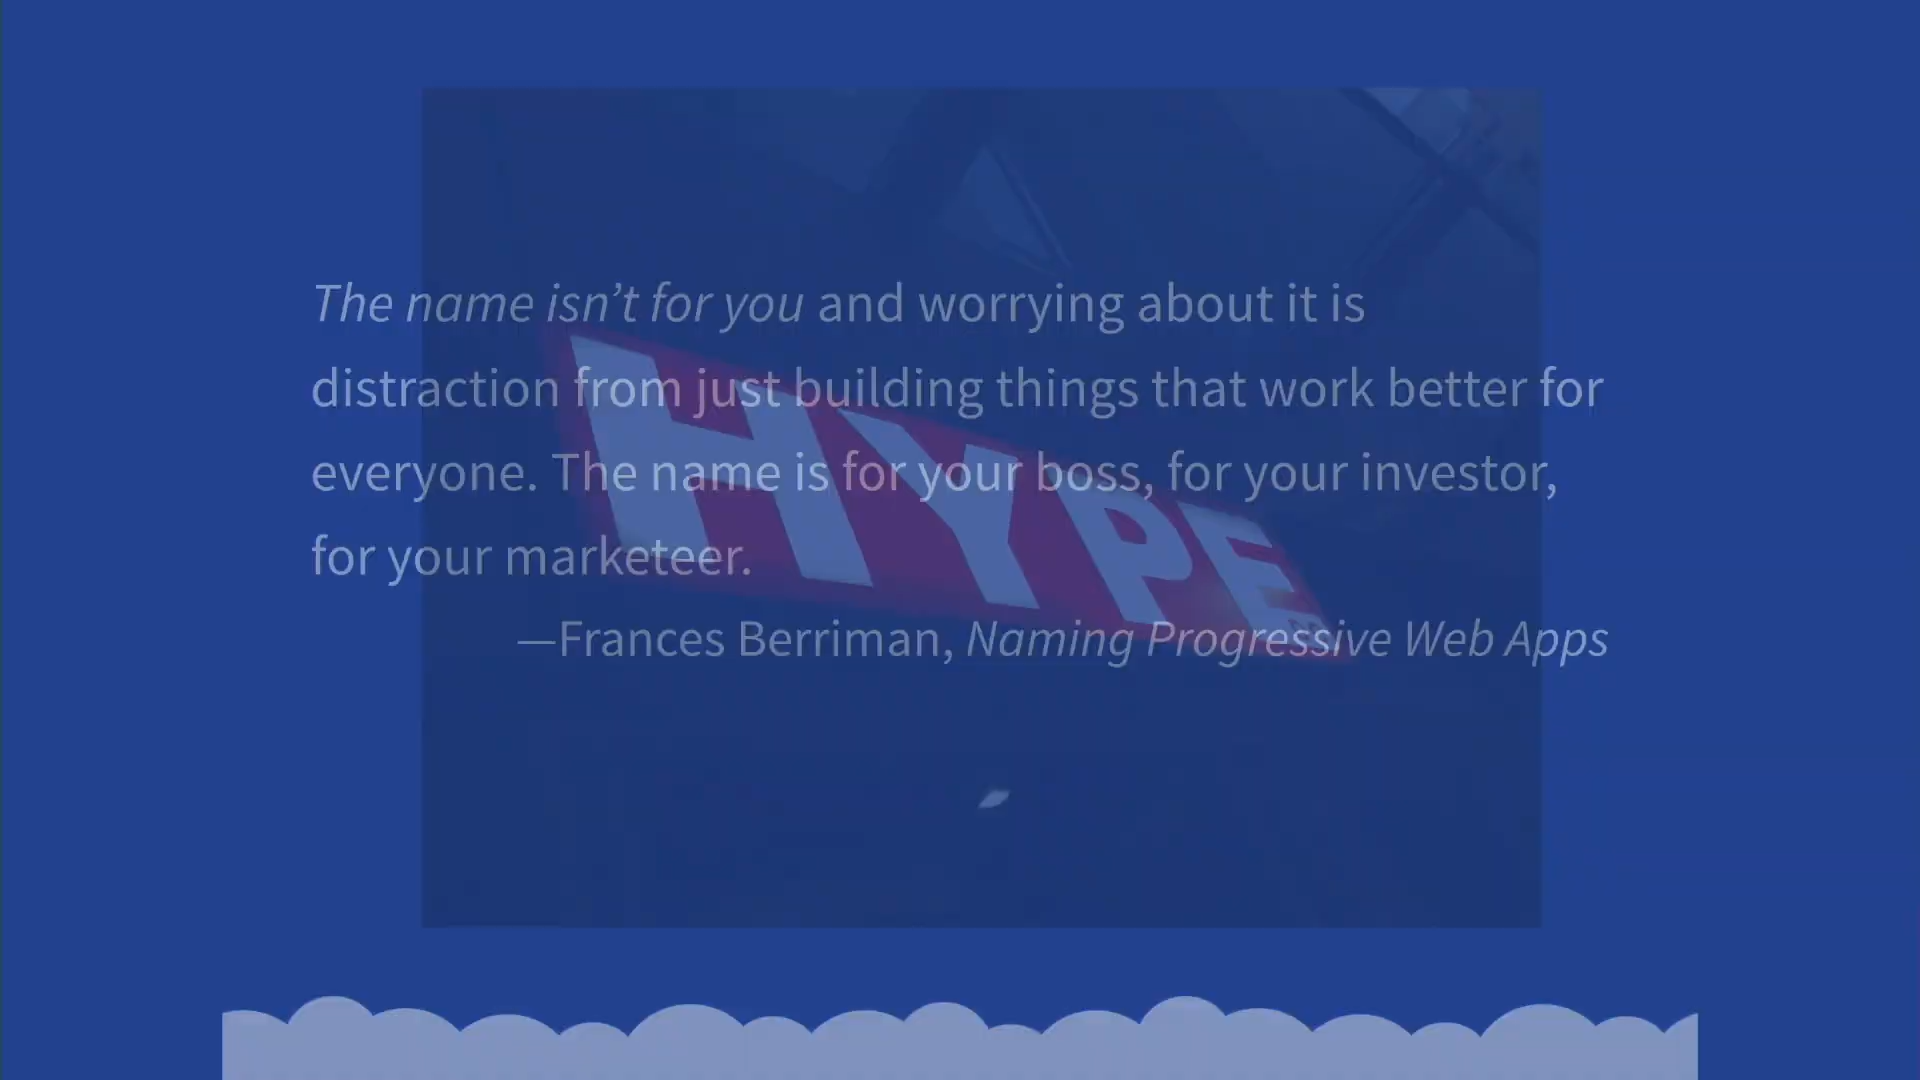 The name isn’t for you and worrying about it is
distraction from just building things that work better for
everyone. The name is for your boss, for your investor,
for your marketeer.
—Frances Berriman, Naming Progressive Web Apps
HYPE